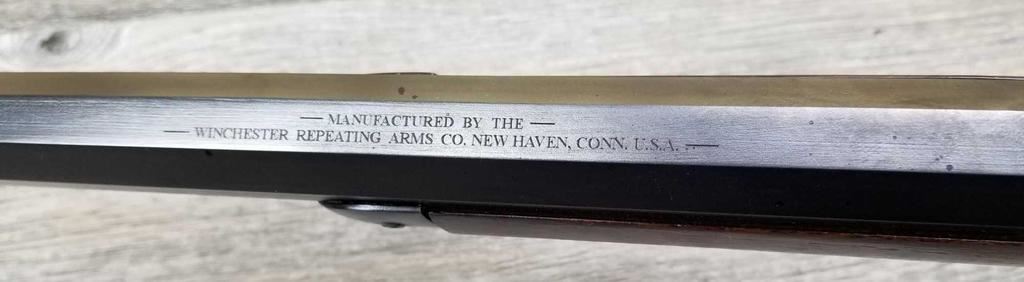 — MANUFACTURED BY THE —
— WINCHESTER REPEATING ARMS CO. NEW HAVEN, CONN. U.S.A. —